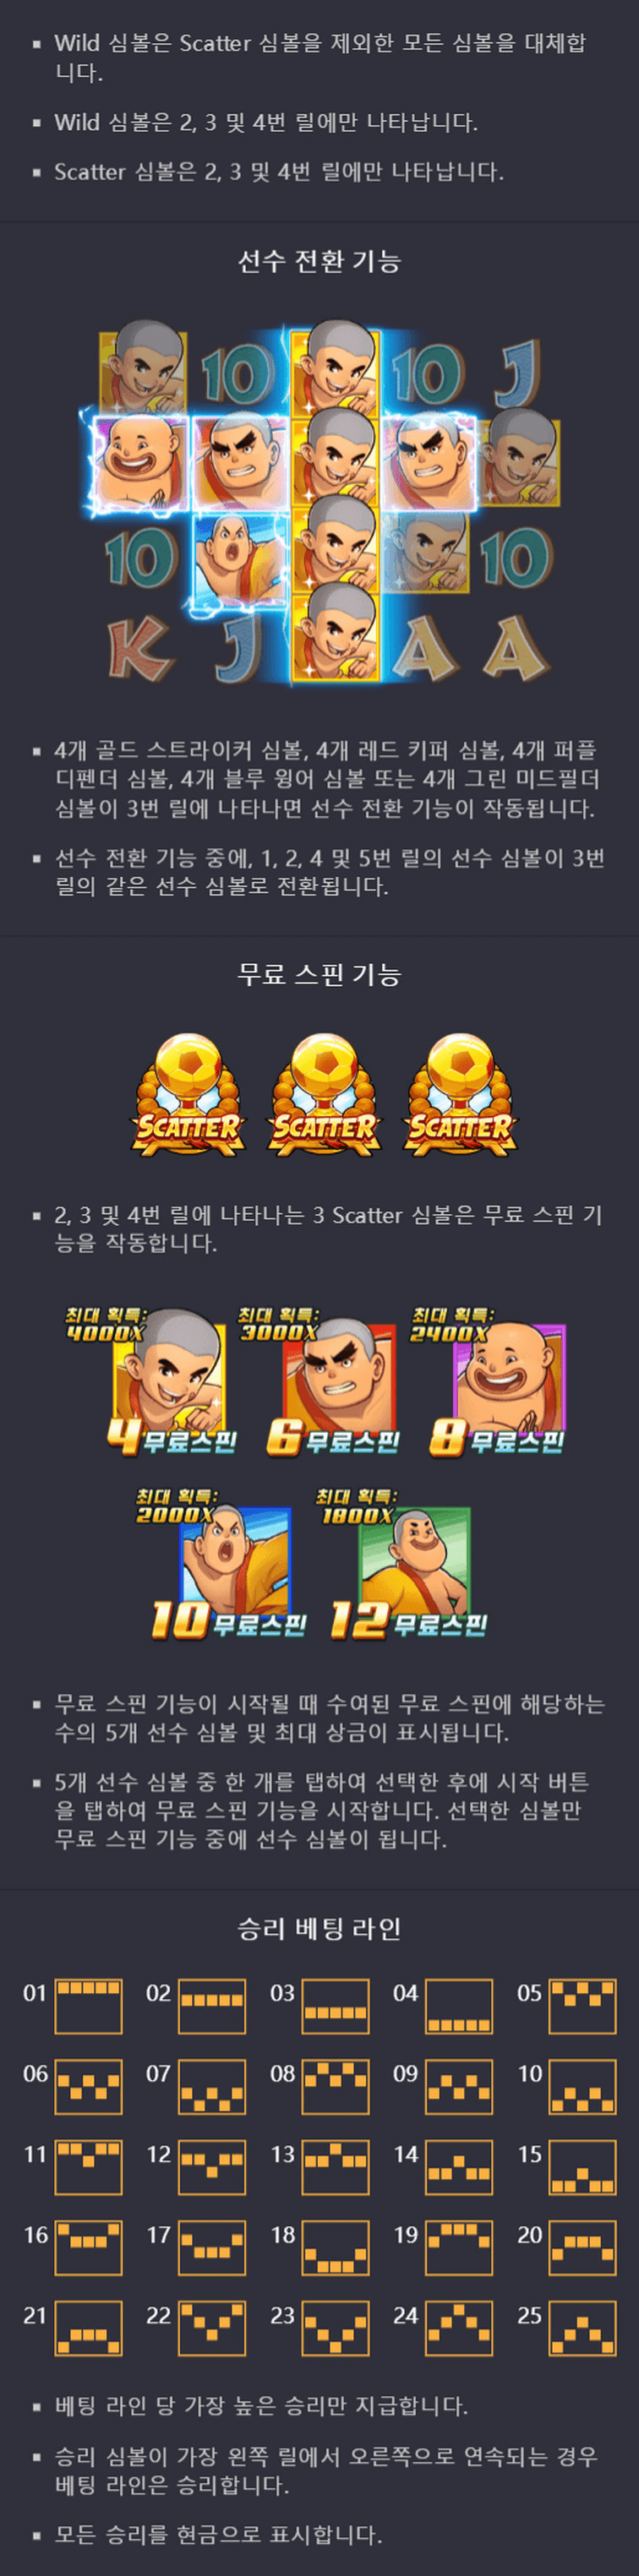 ▪ Wild 심볼은 Scatter 심볼을 제외한 모든 심볼을 대체합
니다.
▪ Wild 심볼은 2, 3 및 4번 릴에만 나타납니다.
▪ Scatter 심볼은 2, 3 및 4번 릴에만 나타납니다.
선수 전환 기능
10 10 J
10 10
K J A A
▪ 4개 골드 스트라이커 심볼, 4개 레드 키퍼 심볼, 4개 퍼플
디펜더 심볼, 4개 블루 윙어 심볼 또는 4개 그린 미드필더
심볼이 3번 릴에 나타나면 선수 전환 기능이 작동됩니다.
▪ 선수 전환 기능 중에, 1, 2, 4 및 5번 릴의 선수 심볼이 3번
릴의 같은 선수 심볼로 전환됩니다.
무료 스핀 기능
SCATTER SCATTER SCATTER
▪ 2, 3 및 4번 릴에 나타나는 3 Scatter 심볼은 무료 스핀 기
능을 작동합니다.
최대 획득: 최대 획득: 최대 획득:
4000X 3000X 2400X
4 무료스핀 6 무료스핀 8 무료스핀
최대 획득: 최대 획득:
2000X 1800X
10 무료스핀 12 무료스핀
▪ 무료 스핀 기능이 시작될 때 수여된 무료 스핀에 해당하는
수의 5개 선수 심볼 및 최대 상금이 표시됩니다.
▪ 5개 선수 심볼 중 한 개를 탭하여 선택한 후에 시작 버튼
을 탭하여 무료 스핀 기능을 시작합니다. 선택한 심볼만
무료 스핀 기능 중에 선수 심볼이 됩니다.
승리 베팅 라인
01 02 03 04 05
06 07 08 09 10
11 12 13 14 15
16 17 18 19 20
21 22 23 24 25
▪ 베팅 라인 당 가장 높은 승리만 지급합니다.
▪ 승리 심볼이 가장 왼쪽 릴에서 오른쪽으로 연속되는 경우
베팅 라인은 승리합니다.
▪ 모든 승리를 현금으로 표시합니다.